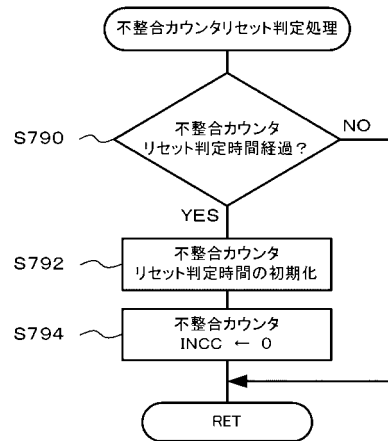 不整合カウンタリセット判定処理
S790
不整合カウンタ
リセット判定時間経過?
NO
YES
S792
不整合カウンタ
リセット判定時間の初期化
S794
不整合カウンタ
INCC ← 0
RET